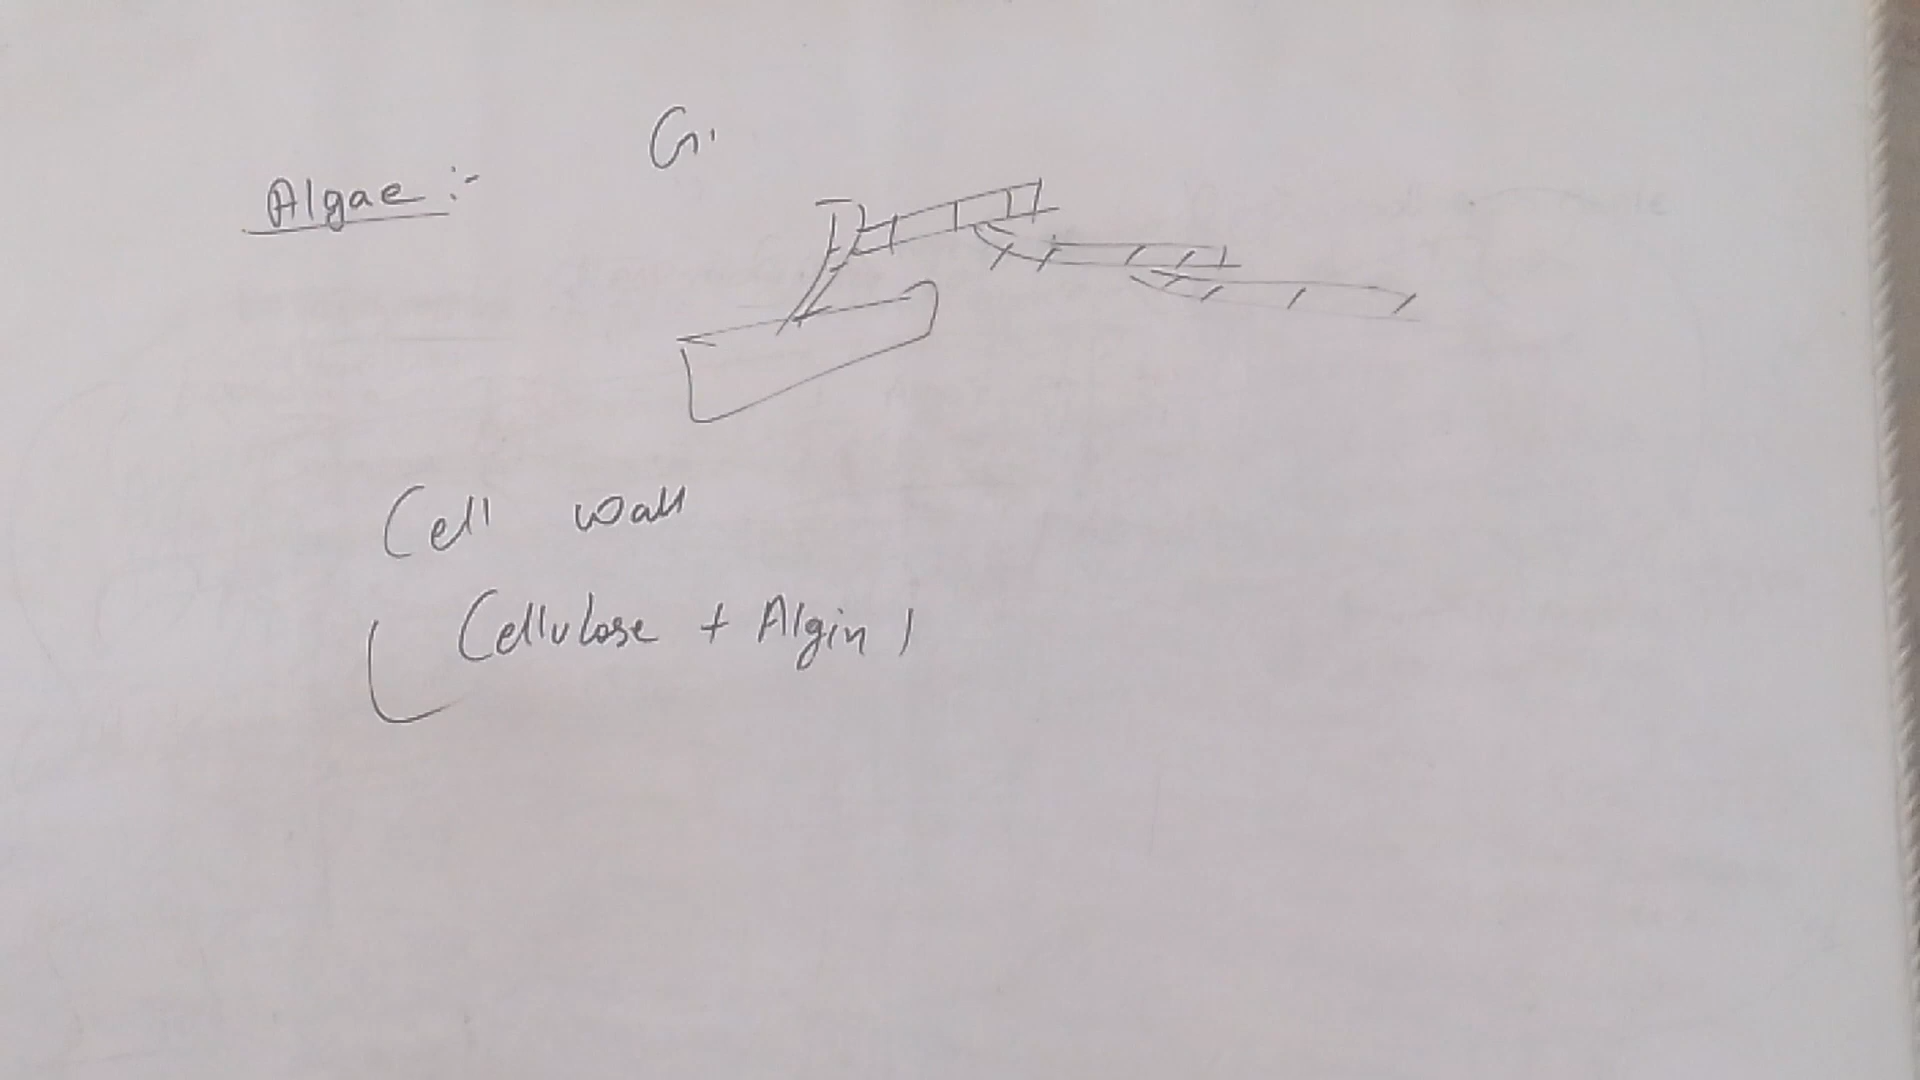 G.
Algae :-
Cell wall
Cellulose + Algin )